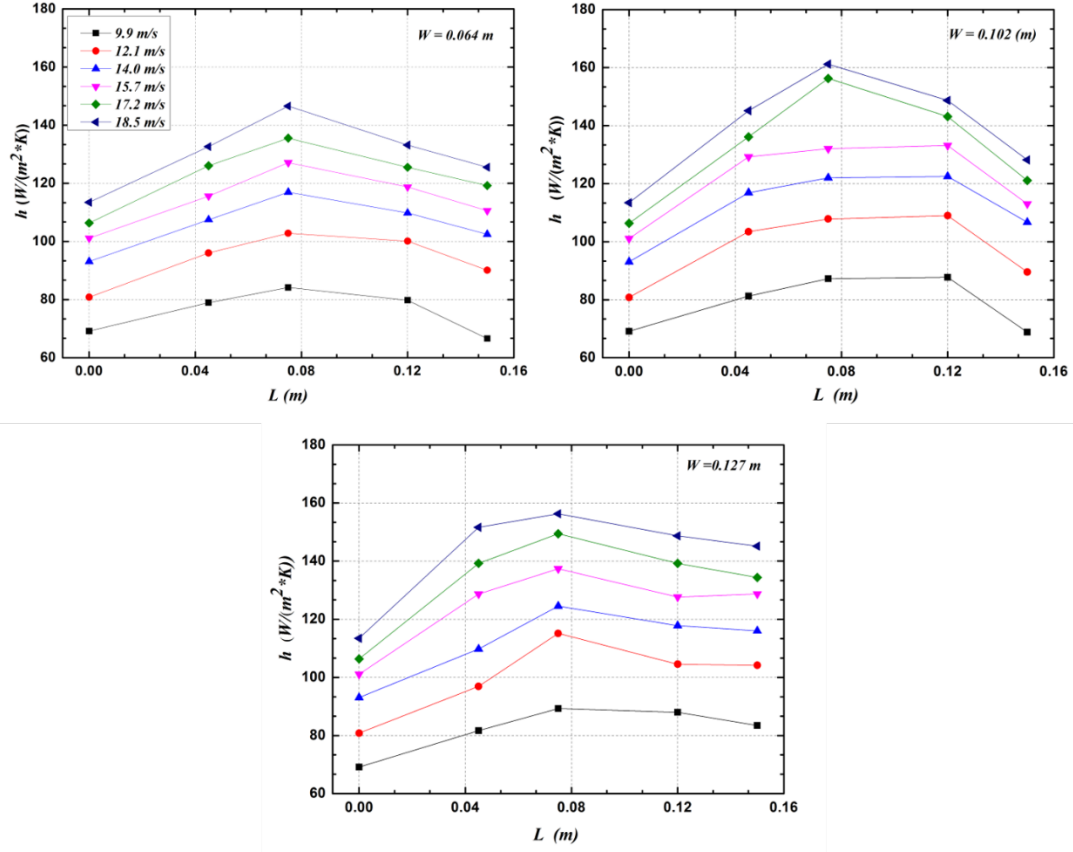 180
160
140
120
100
80
60
h (W/(m²*K))
W = 0.064 m
9.9 m/s
12.1 m/s
14.0 m/s
15.7 m/s
17.2 m/s
18.5 m/s
0.00 0.04 0.08 0.12 0.16
L (m)
180
160
140
120
100
80
60
h (W/(m²*K))
W = 0.102 (m)
0.00 0.04 0.08 0.12 0.16
L (m)
180
160
140
120
100
80
60
h (W/(m²*K))
W =0.127 m
0.00 0.04 0.08 0.12 0.16
L (m)